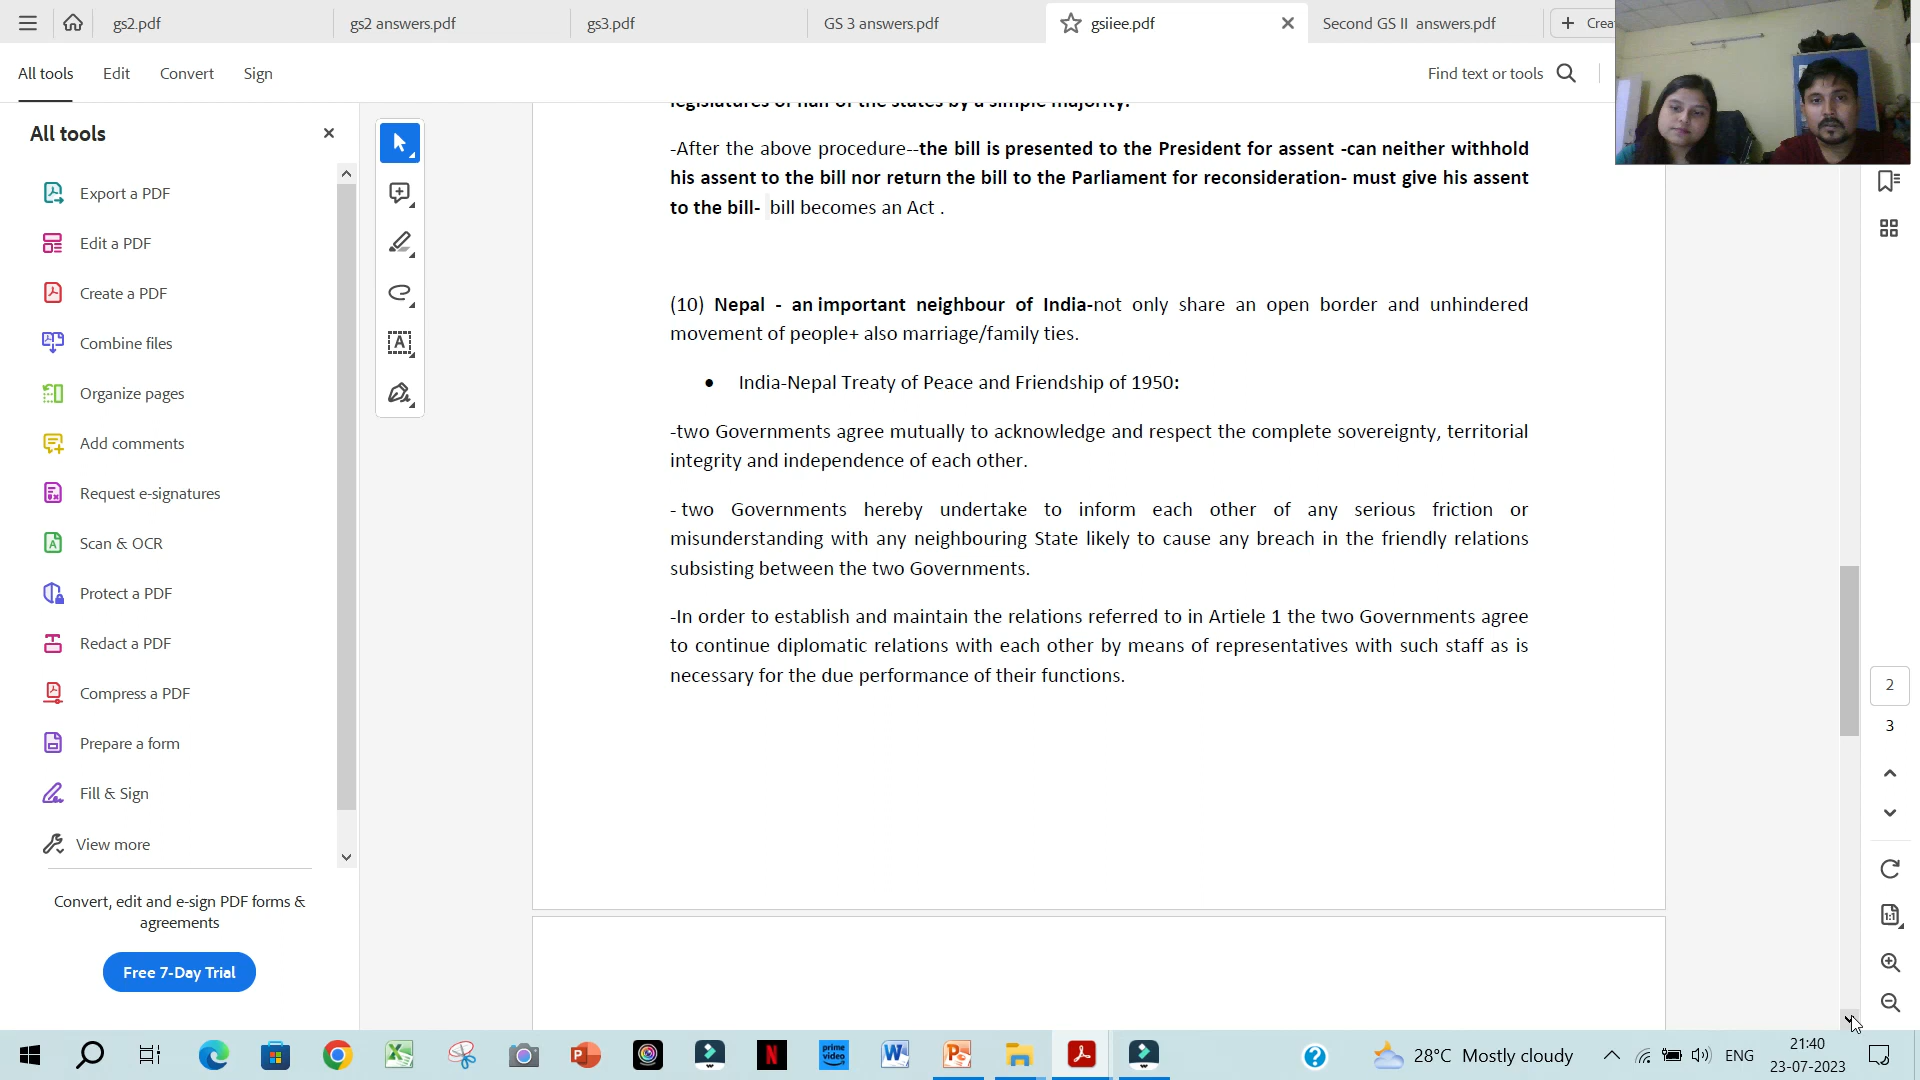 gs2.pdf
gs2 answers.pdf
gs3.pdf
GS 3 answers.pdf
gsiiee.pdf
Second GS II answers.pdf
All tools
Edit
Convert
Sign
Find text or tools
All tools
Export a PDF
Edit a PDF
Create a PDF
Combine files
Organize pages
Add comments
Request e-signatures
Scan & OCR
Protect a PDF
Redact a PDF
Compress a PDF
Prepare a form
Fill & Sign
View more
Convert, edit and e-sign PDF forms &
agreements
Free 7-Day Trial
legislatures of half of the states by a simple majority.
-After the above procedure--the bill is presented to the President for assent -can neither withhold
his assent to the bill nor return the bill to the Parliament for reconsideration- must give his assent
to the bill- bill becomes an Act .
(10) Nepal - an important neighbour of India-not only share an open border and unhindered
movement of people+ also marriage/family ties.
• India-Nepal Treaty of Peace and Friendship of 1950:
-two Governments agree mutually to acknowledge and respect the complete sovereignty, territorial
integrity and independence of each other.
- two Governments hereby undertake to inform each other of any serious friction or
misunderstanding with any neighbouring State likely to cause any breach in the friendly relations
subsisting between the two Governments.
-In order to establish and maintain the relations referred to in Artiele 1 the two Governments agree
to continue diplomatic relations with each other by means of representatives with such staff as is
necessary for the due performance of their functions.
2
3
28°C Mostly cloudy
ENG
21:40
23-07-2023
prime video